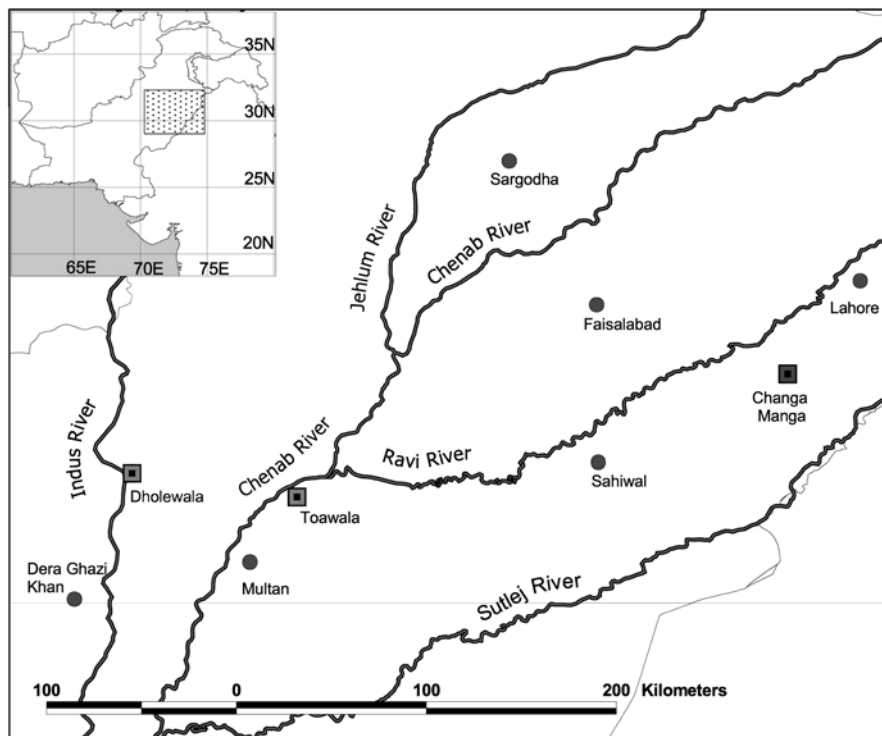 35N
30N
25N
20N
65E 70E 75E
Sargodha
Jehlum River
Chenab River
Faisalabad
Lahore
Changa
Manga
Indus River
Chenab River
Ravi River
Sahiwal
Dholewala
Toawala
Dera Ghazi
Khan
Multan
Sutlej River
100 0 100 200 Kilometers